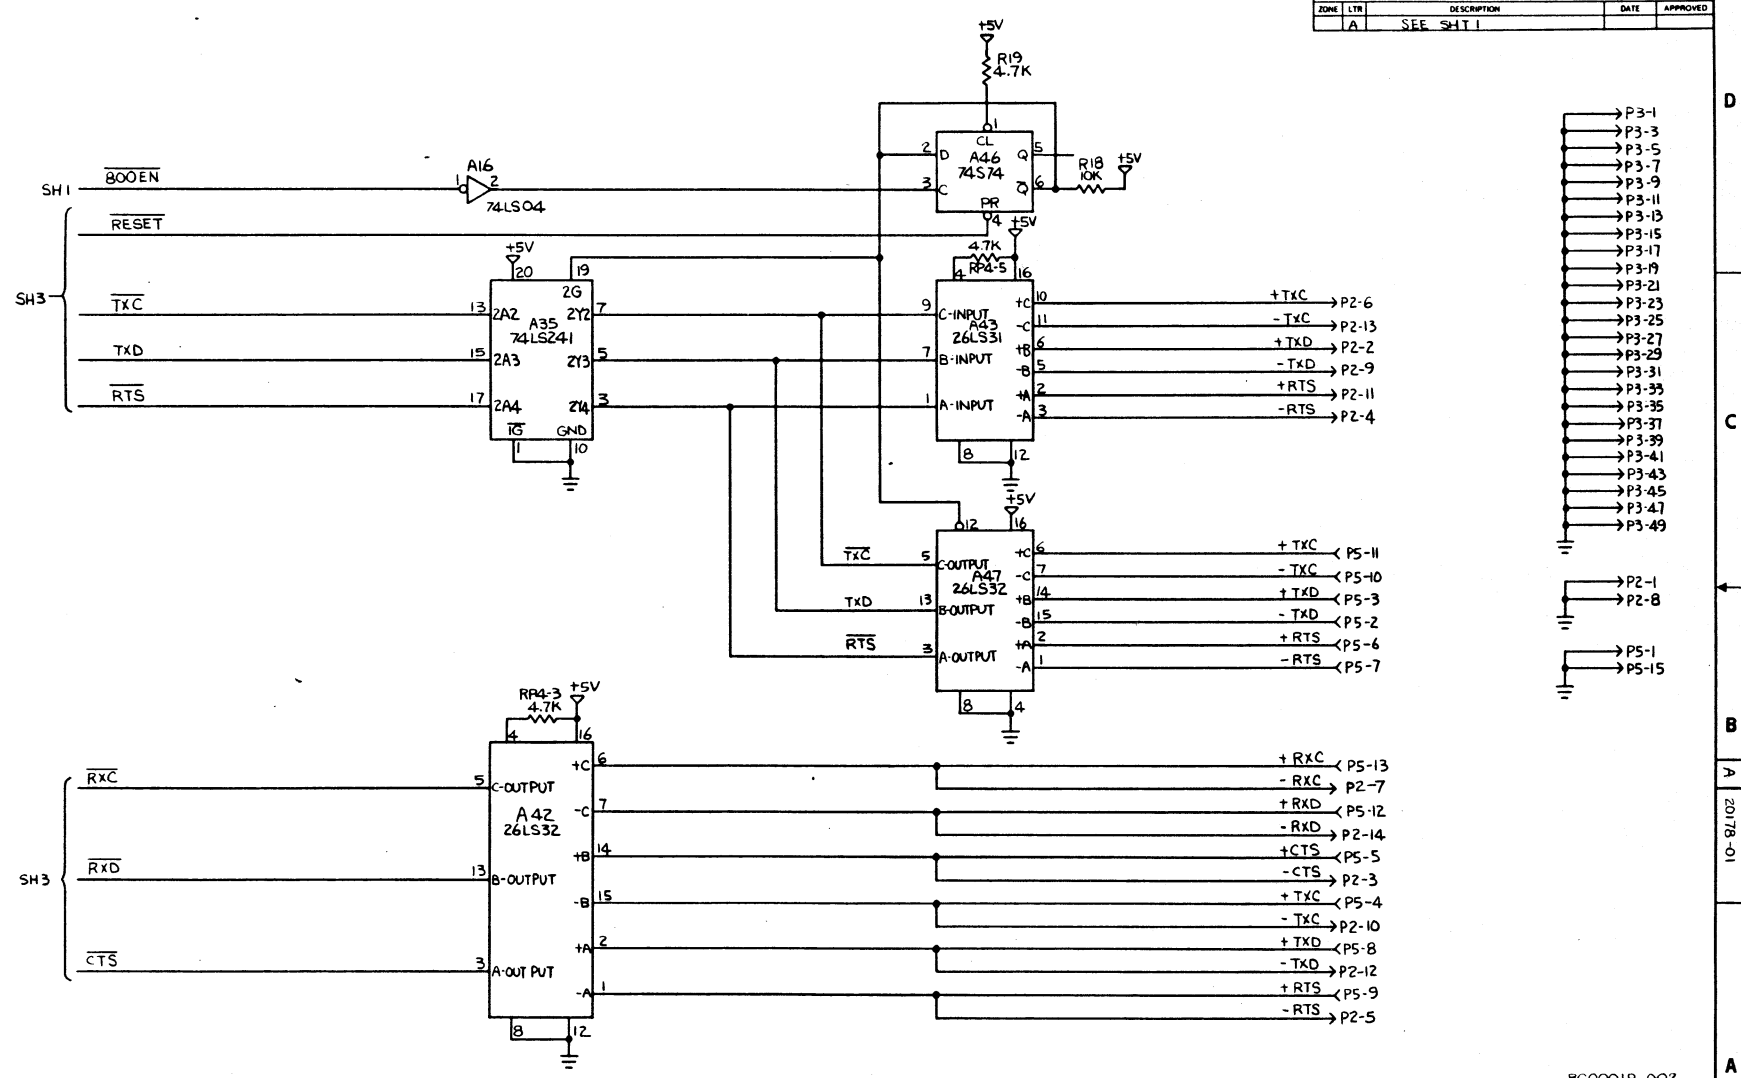 ZONE LTR DESCRIPTION DATE APPROVED
A SEE SHT 1
+5V
R19
4.7K
D
1
CL
2 D A46 Q 5
74S74
3 C Q̅ 6
PR
4
R18
10K
+5V
SH1 8̅0̅0̅E̅N̅ 1 A16 2
74LS04
SH3
R̅E̅S̅E̅T̅
T̅X̅C̅
TXD
R̅T̅S̅
+5V
20 19
2G
13 2A2 2Y2 7
A35
74LS241
15 2A3 2Y3 5
17 2A4 2Y4 3
1̅G̅ GND
1 10
+5V
4.7K
RP4-5
4 16
9 C-INPUT +C 10 +TXC P2-6
A43 -C 11 -TXC P2-13
26LS31
+B 6 +TXD P2-2
7 B-INPUT
-B 5 -TXD P2-9
+A 2 +RTS P2-11
1 A-INPUT
-A 3 -RTS P2-4
8 12
C
+5V
12 16
T̅X̅C̅ 5 C-OUTPUT
A47
26LS32
+C 6 +TXC P5-11
-C 7 -TXC P5-10
+B 14 +TXD P5-3
TXD 13 B-OUTPUT
-B 15 -TXD P5-2
+A 2 +RTS P5-6
R̅T̅S̅ 3 A-OUTPUT
-A 1 -RTS P5-7
8 4
RP4-3
4.7K
+5V
4 16
SH3
R̅X̅C̅ 5 C-OUTPUT
A42
26LS32
R̅X̅D̅ 13 B-OUTPUT
C̅T̅S̅ 3 A-OUTPUT
+C 6 +RXC P5-13
-RXC P2-7
-C 7 +RXD P5-12
-RXD P2-14
+B 14 +CTS P5-5
-CTS P2-3
-B 15 +TXC P5-4
-TXC P2-10
+A 2 +TXD P5-8
-TXD P2-12
-A 1 +RTS P5-9
-RTS P2-5
8 12
P3-1
P3-3
P3-5
P3-7
P3-9
P3-11
P3-13
P3-15
P3-17
P3-19
P3-21
P3-23
P3-25
P3-27
P3-29
P3-31
P3-33
P3-35
P3-37
P3-39
P3-41
P3-43
P3-45
P3-47
P3-49
P2-1
P2-8
P5-1
P5-15
B
A
20178-01
A